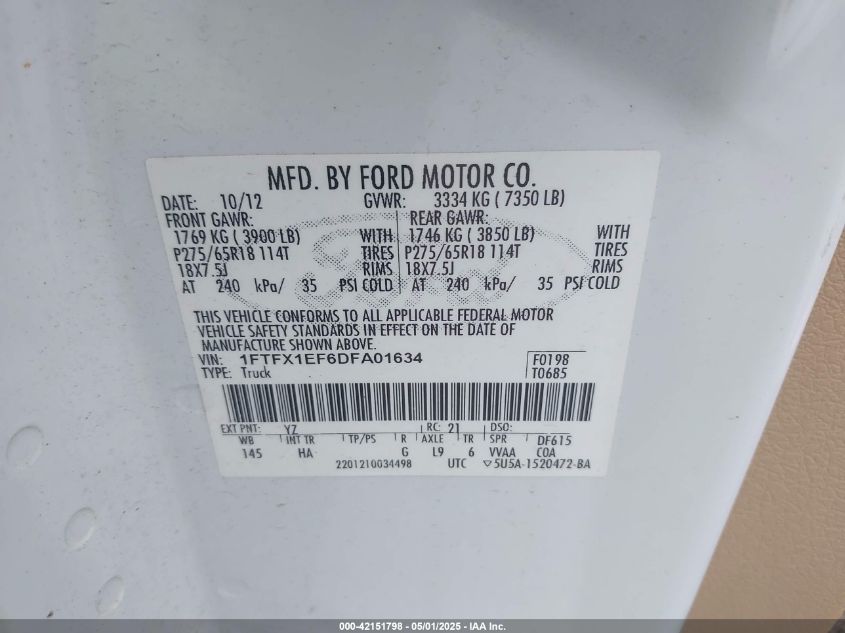 MFD. BY FORD MOTOR CO.
DATE: 10/12 GVWR: 3334 KG ( 7350 LB)
FRONT GAWR: REAR GAWR:
1769 KG ( 3900 LB) WITH 1746 KG ( 3850 LB) WITH
P275/65R18 114T TIRES P275/65R18 114T TIRES
18X7.5J RIMS 18X7.5J RIMS
AT 240 kPa/ 35 PSI COLD AT 240 kPa/ 35 PSI COLD
THIS VEHICLE CONFORMS TO ALL APPLICABLE FEDERAL MOTOR
VEHICLE SAFETY STANDARDS IN EFFECT ON THE DATE OF
MANUFACTURE SHOWN ABOVE.
VIN: 1FTFX1EF6DFA01634 F0198
TYPE: Truck T0685
EXT PNT: YZ RC: 21 DSO:
WB INT TR TP/PS R AXLE TR SPR DF615
145 HA G L9 6 VVAA COA
2201210034498 UTC ▽5U5A-1520472-BA
000-42151798 - 05/01/2025 - IAA Inc.